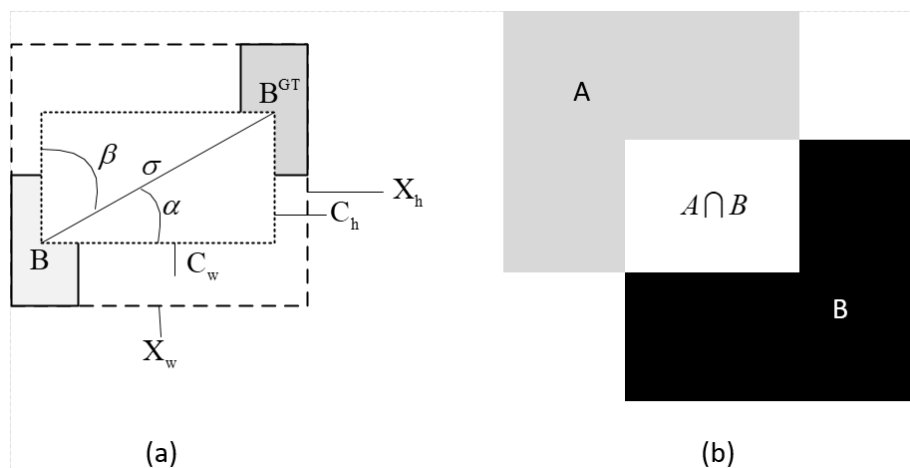 B^GT
β
σ
α
X_h
C_h
B
C_w
X_w
(a)
A
A∩B
B
(b)